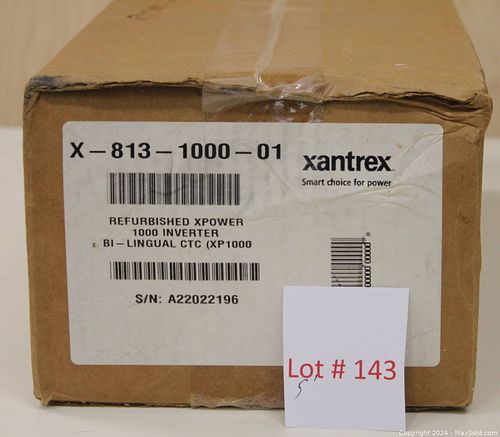 X-813-1000-01
xantrex
Smart choice for power
REFURBISHED XPOWER
1000 INVERTER
BI-LINGUAL CTC (XP1000
S/N: A22022196
Lot # 143
Copyright 2024 - MaxSold.com